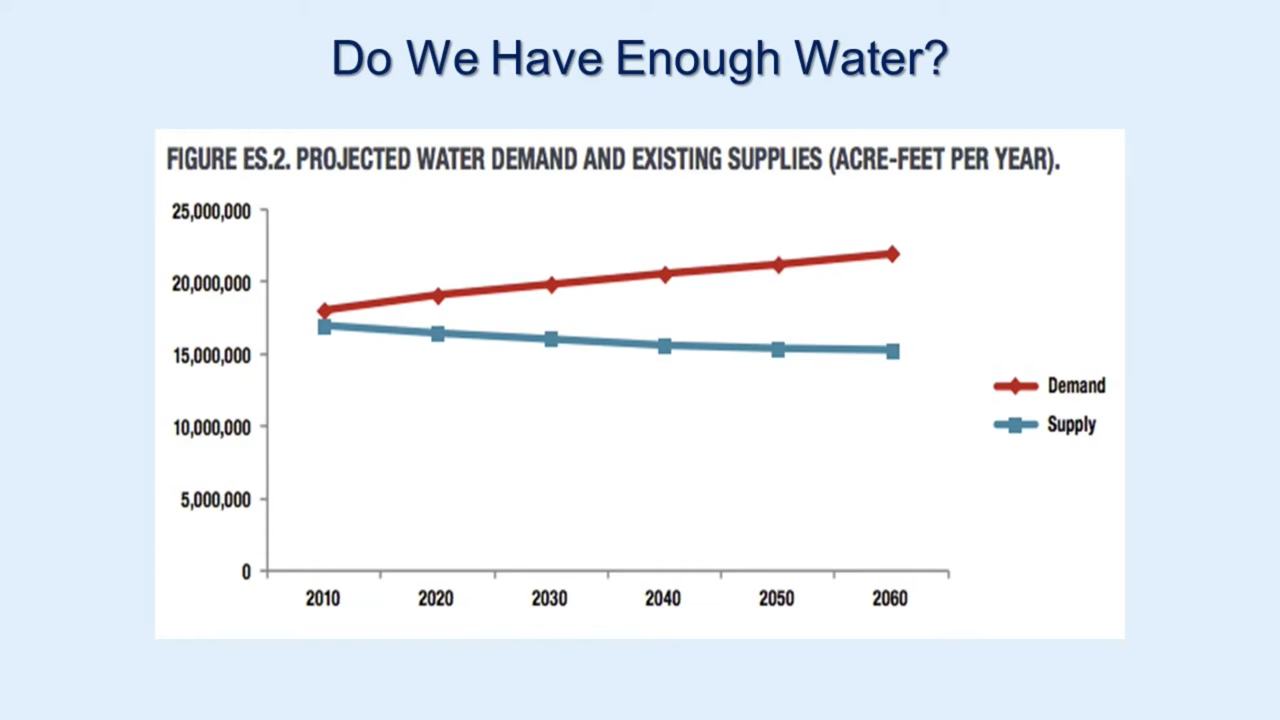 Do We Have Enough Water?
FIGURE ES.2. PROJECTED WATER DEMAND AND EXISTING SUPPLIES (ACRE-FEET PER YEAR).
25,000,000
20,000,000
15,000,000
10,000,000
5,000,000
0
2010 2020 2030 2040 2050 2060
Demand
Supply